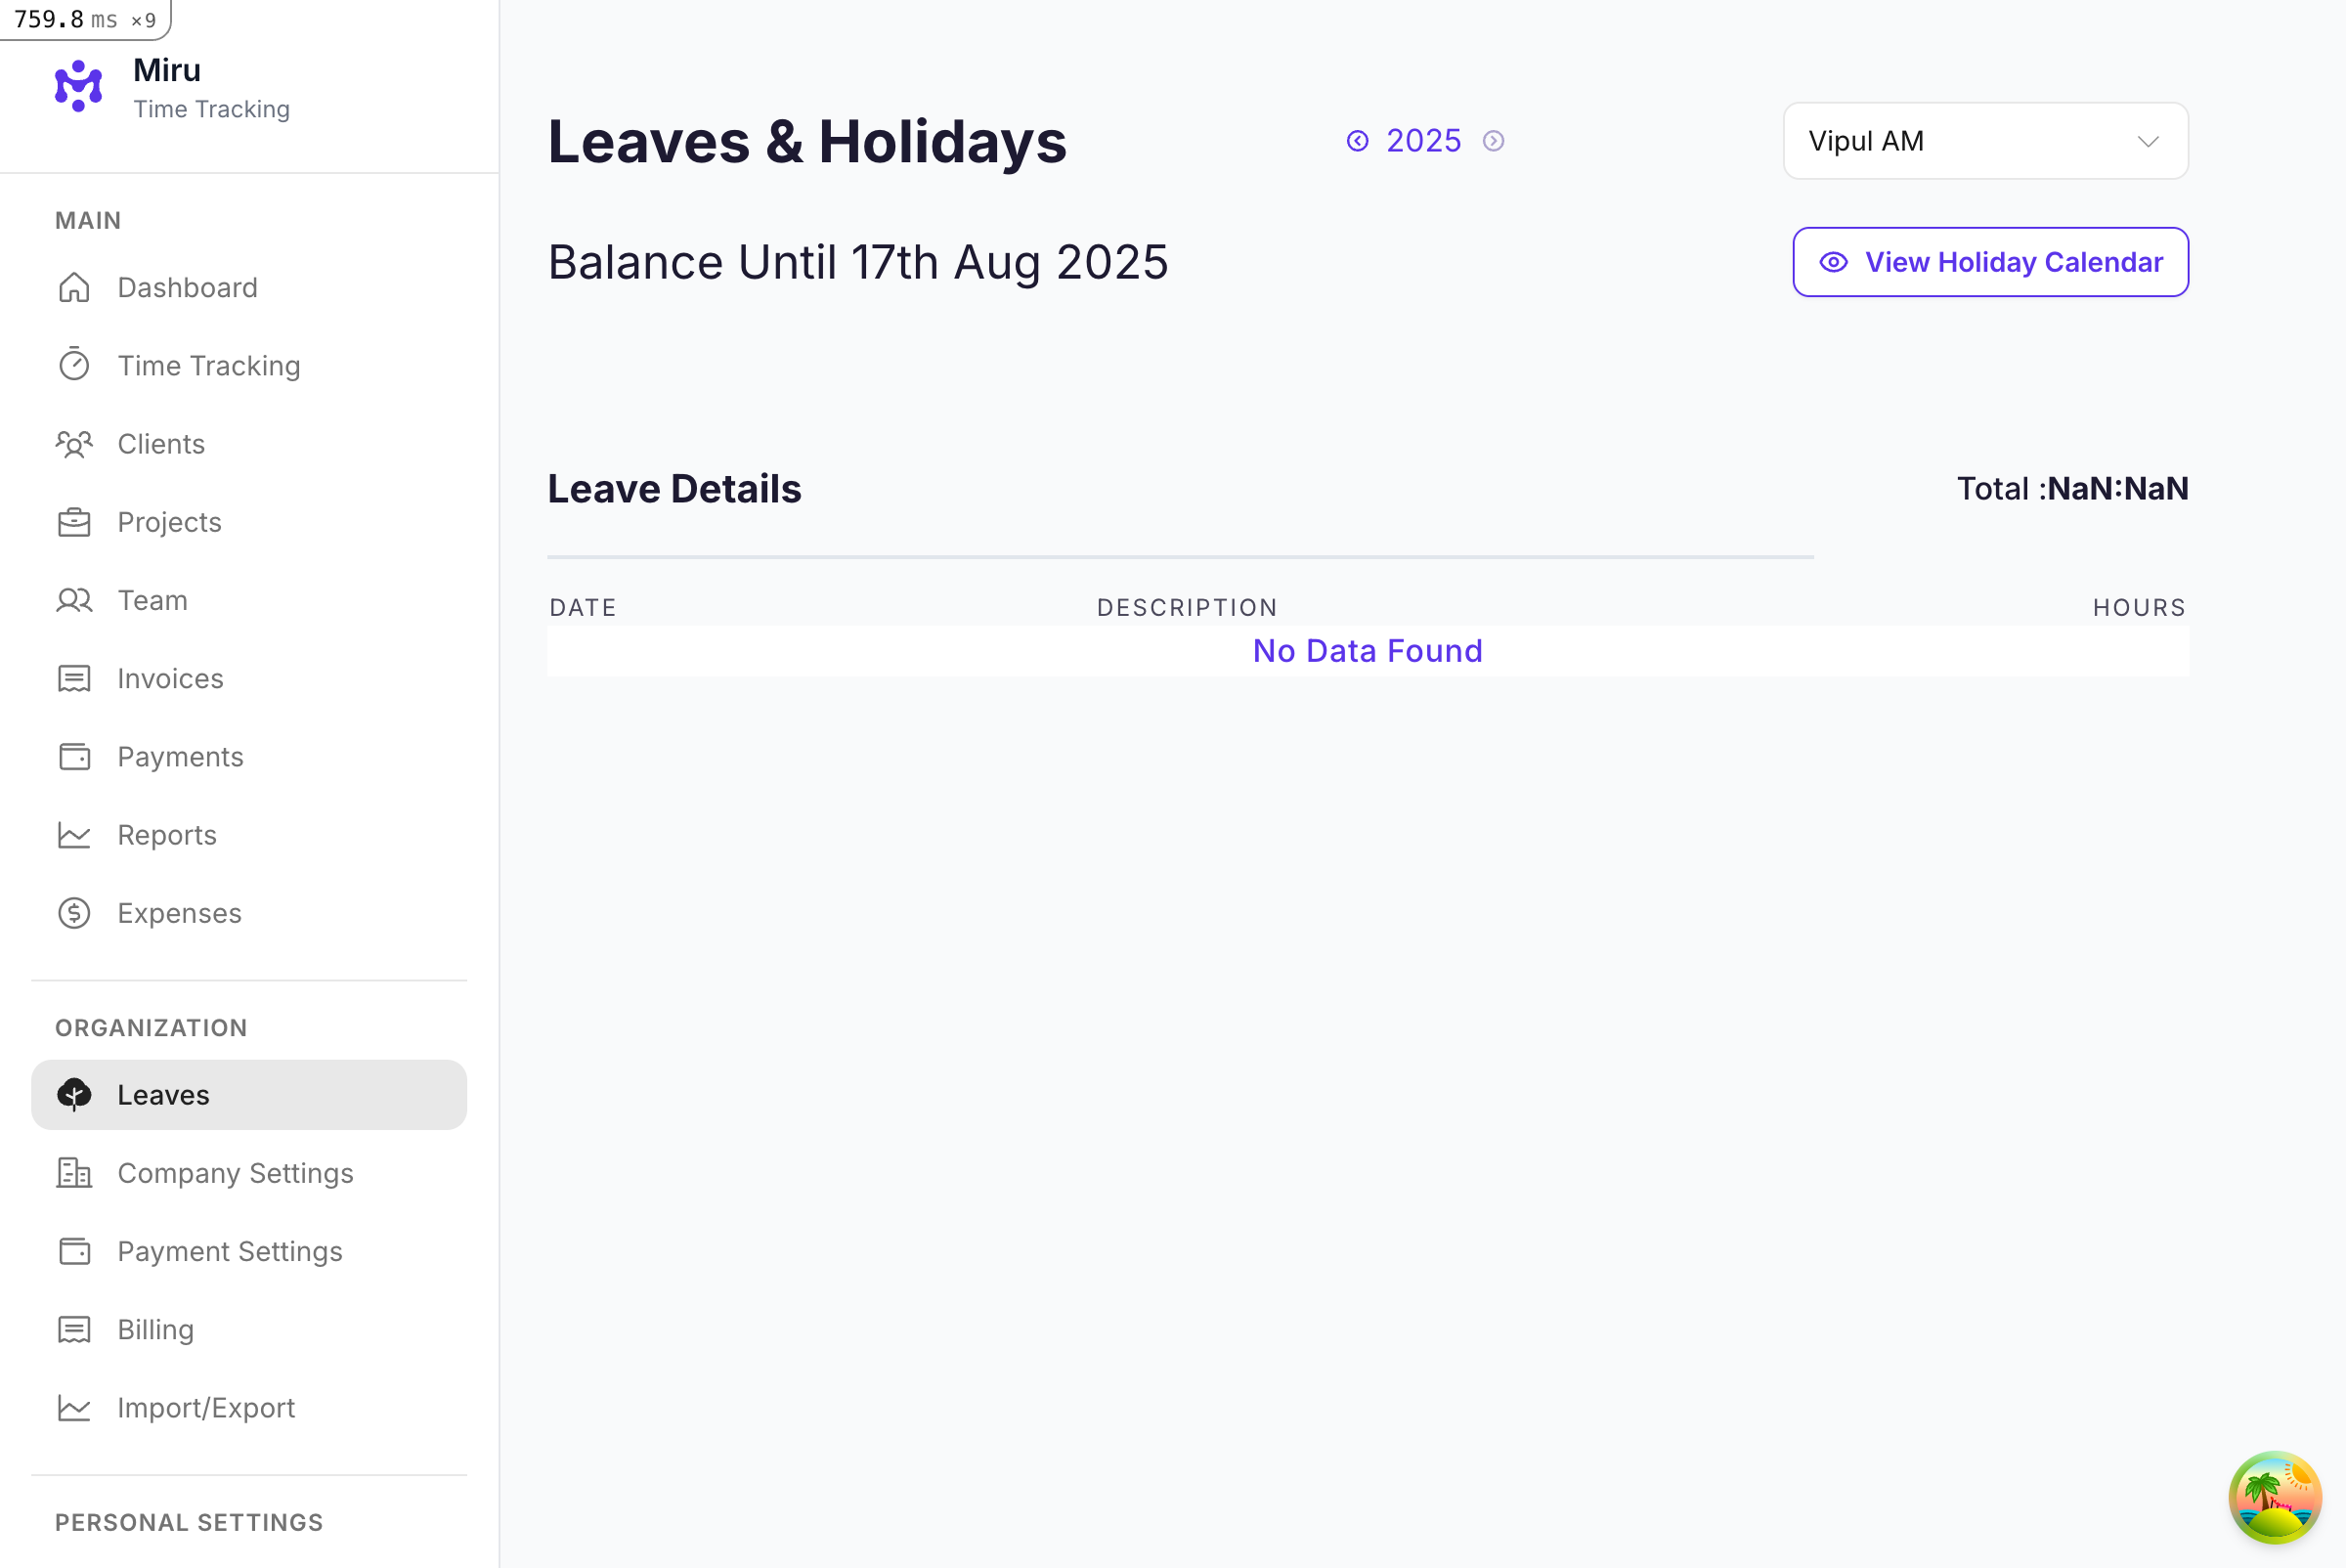 759.8 ms ×9
Miru
Time Tracking
MAIN
Dashboard
Time Tracking
Clients
Projects
Team
Invoices
Payments
Reports
Expenses
ORGANIZATION
Leaves
Company Settings
Payment Settings
Billing
Import/Export
PERSONAL SETTINGS
Leaves & Holidays
2025
Vipul AM
Balance Until 17th Aug 2025
View Holiday Calendar
Leave Details
Total :NaN:NaN
DATE DESCRIPTION HOURS
No Data Found